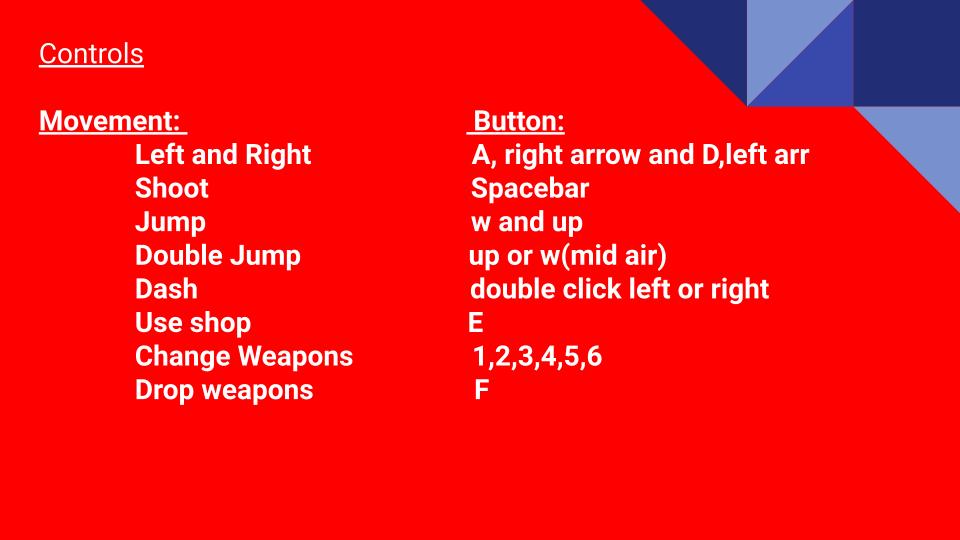 Controls
Movement: Button:
Left and Right A, right arrow and D,left arr
Shoot Spacebar
Jump w and up
Double Jump up or w(mid air)
Dash double click left or right
Use shop E
Change Weapons 1,2,3,4,5,6
Drop weapons F